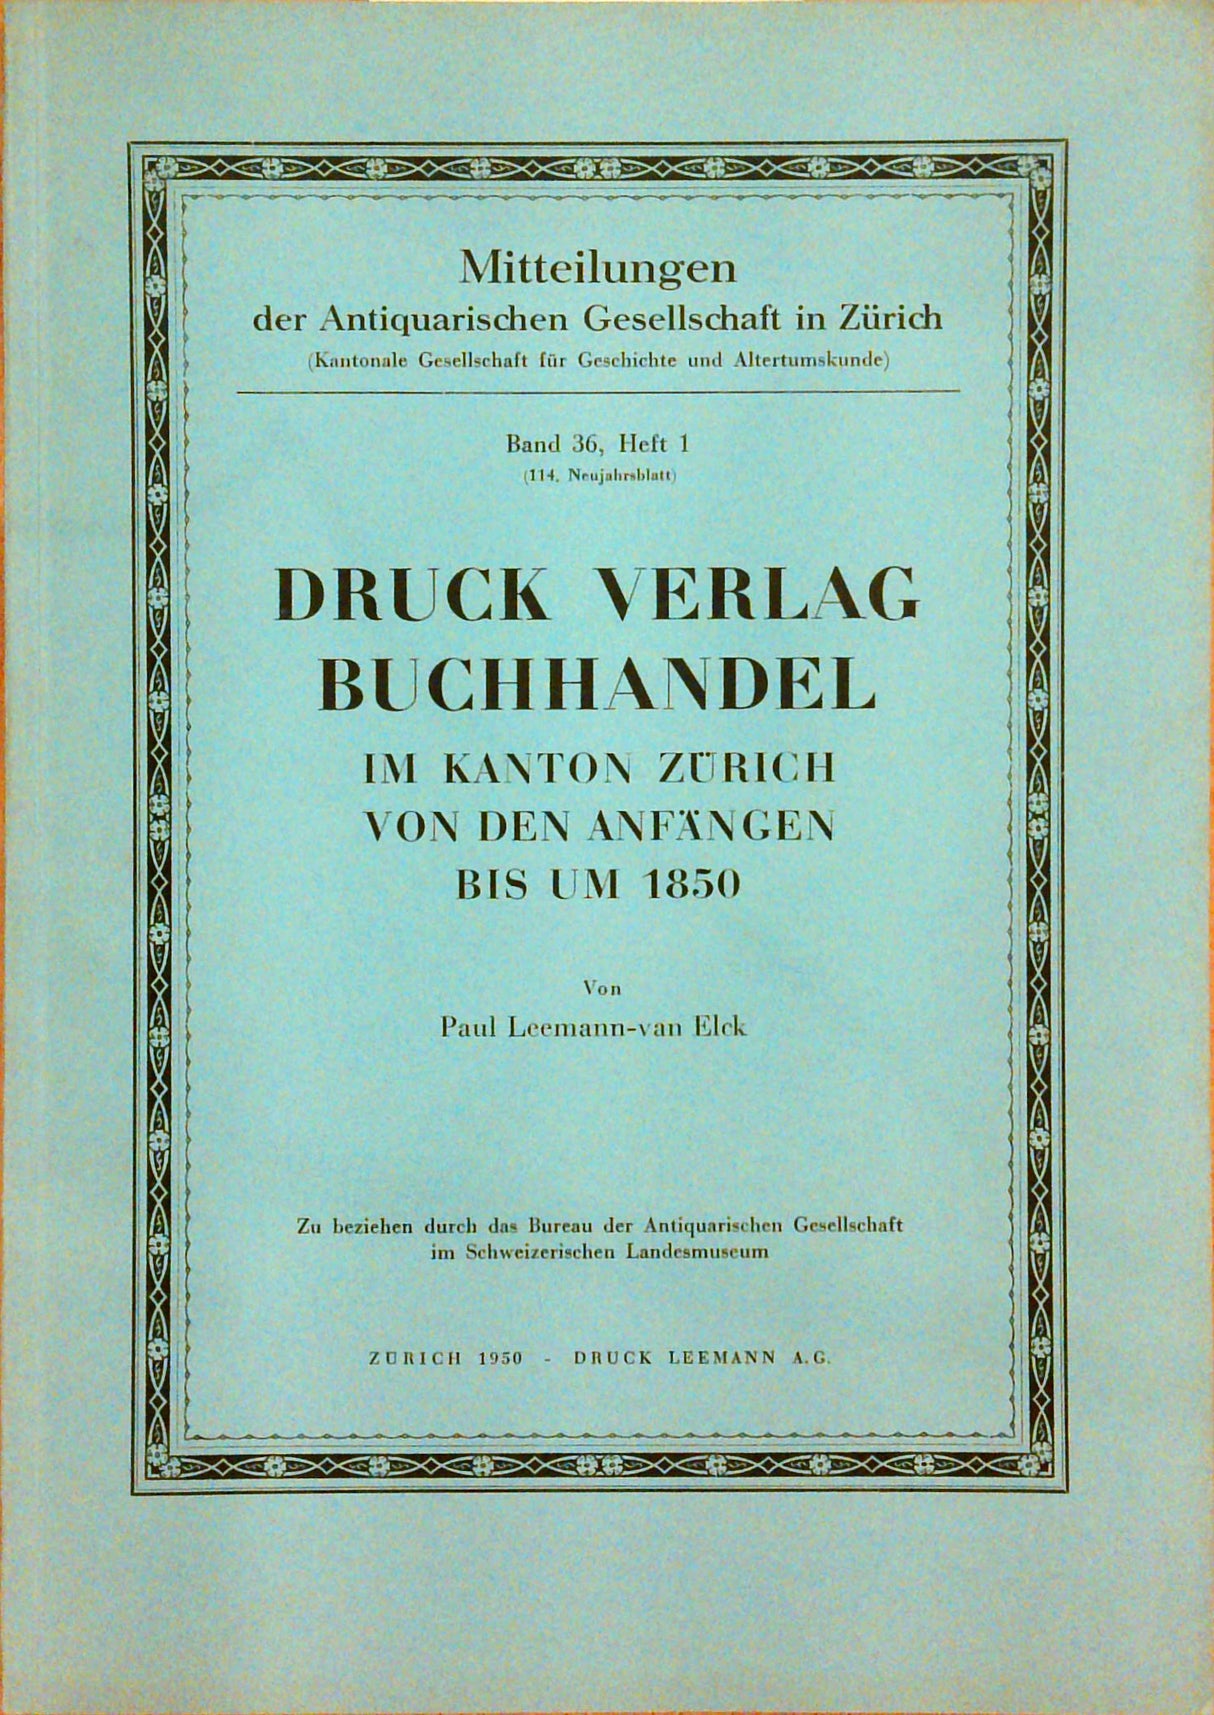 Mitteilungen
der Antiquarischen Gesellschaft in Zürich
(Kantonale Gesellschaft für Geschichte und Altertumskunde)
Band 36, Heft 1
(114. Neujahrsblatt)
DRUCK VERLAG
BUCHHANDEL
IM KANTON ZÜRICH
VON DEN ANFÄNGEN
BIS UM 1850
Von
Paul Leemann-van Elck
Zu beziehen durch das Bureau der Antiquarischen Gesellschaft
im Schweizerischen Landesmuseum
ZÜRICH 1950 - DRUCK LEEMANN A.G.